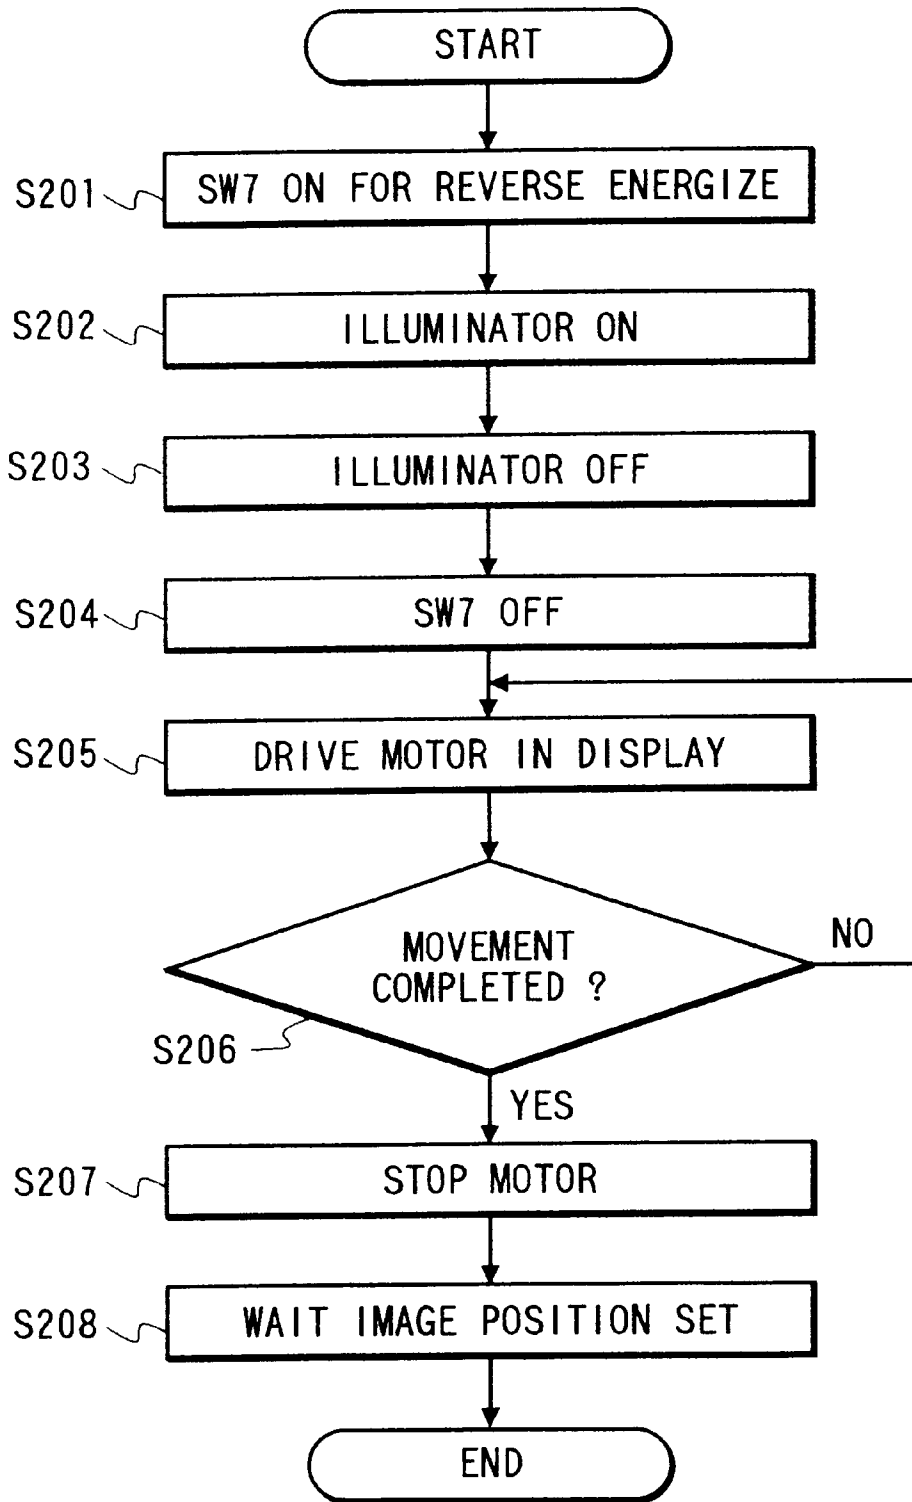 START
S201
SW7 ON FOR REVERSE ENERGIZE
S202
ILLUMINATOR ON
S203
ILLUMINATOR OFF
S204
SW7 OFF
S205
DRIVE MOTOR IN DISPLAY
MOVEMENT
COMPLETED ?
NO
S206
YES
S207
STOP MOTOR
S208
WAIT IMAGE POSITION SET
END